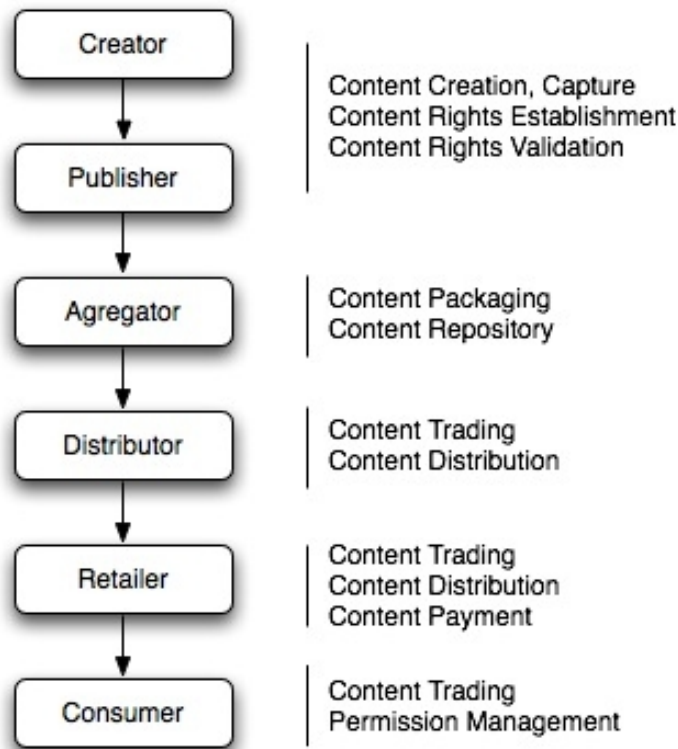 Creator
Content Creation, Capture
Content Rights Establishment
Content Rights Validation
Publisher
Agregator
Content Packaging
Content Repository
Distributor
Content Trading
Content Distribution
Retailer
Content Trading
Content Distribution
Content Payment
Consumer
Content Trading
Permission Management